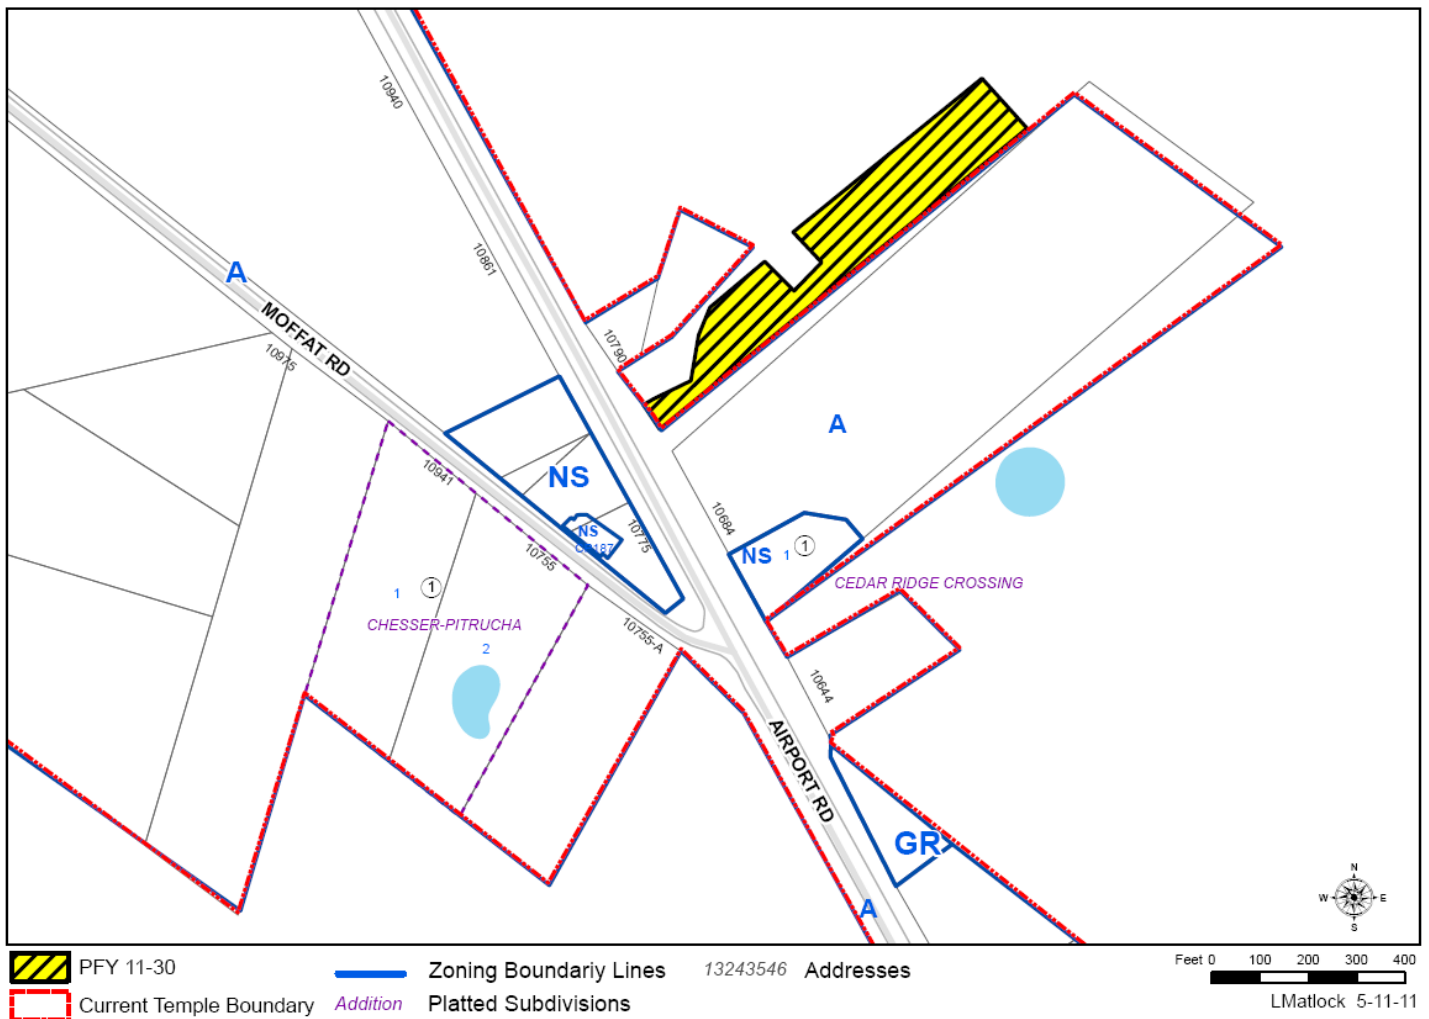 10940
10861
A
MOFFAT RD
10975
10790
A
10941
NS
NS
10775
10684
10755
NS
1
1
CEDAR RIDGE CROSSING
1
1
CHESSER-PITRUCHA
2
10755-A
10644
AIRPORT RD
GR
A
N
W
E
S
PFY 11-30
Zoning Boundariy Lines
13243546 Addresses
Feet 0 100 200 300 400
Current Temple Boundary
Addition Platted Subdivisions
LMatlock 5-11-11